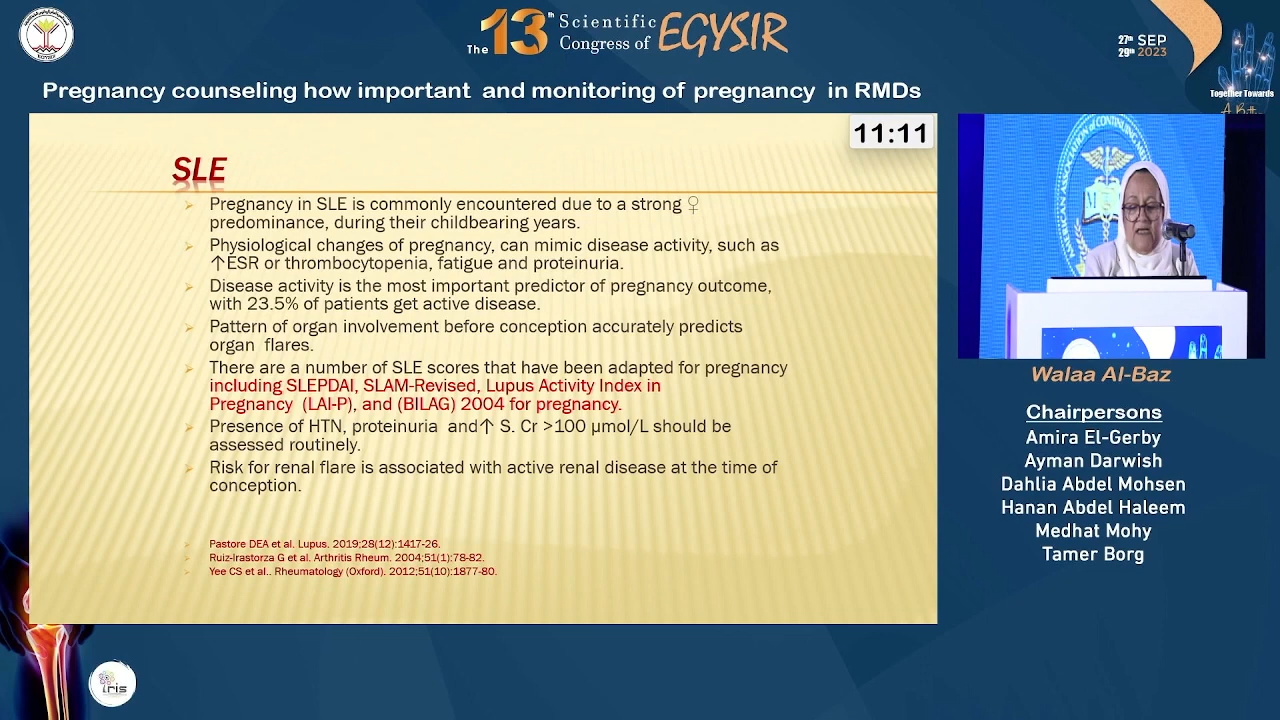 The 13th Scientific Congress of EGYSIR
27th SEP
29th 2023
Together Towards
Pregnancy counseling how important and monitoring of pregnancy in RMDs
11:11
SLE
Pregnancy in SLE is commonly encountered due to a strong ♀
predominance, during their childbearing years.
Physiological changes of pregnancy, can mimic disease activity, such as
↑ESR or thrombocytopenia, fatigue and proteinuria.
Disease activity is the most important predictor of pregnancy outcome,
with 23.5% of patients get active disease.
Pattern of organ involvement before conception accurately predicts
organ flares.
There are a number of SLE scores that have been adapted for pregnancy
including SLEPDAI, SLAM-Revised, Lupus Activity Index in
Pregnancy (LAI-P), and (BILAG) 2004 for pregnancy.
Presence of HTN, proteinuria and↑ S. Cr >100 μmol/L should be
assessed routinely.
Risk for renal flare is associated with active renal disease at the time of
conception.
Pastore DEA et al. Lupus. 2019;28(12):1417-26.
Ruiz-Irastorza G et al. Arthritis Rheum. 2004;51(1):78-82.
Yee CS et al.. Rheumatology (Oxford). 2012;51(10):1877-80.
Walaa Al-Baz
Chairpersons
Amira El-Gerby
Ayman Darwish
Dahlia Abdel Mohsen
Hanan Abdel Haleem
Medhat Mohy
Tamer Borg
iris